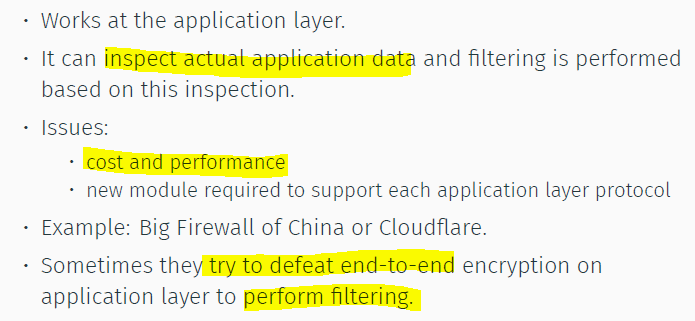 • Works at the application layer.
• It can inspect actual application data and filtering is performed
based on this inspection.
• Issues:
• cost and performance
• new module required to support each application layer protocol
• Example: Big Firewall of China or Cloudflare.
• Sometimes they try to defeat end-to-end encryption on
application layer to perform filtering.